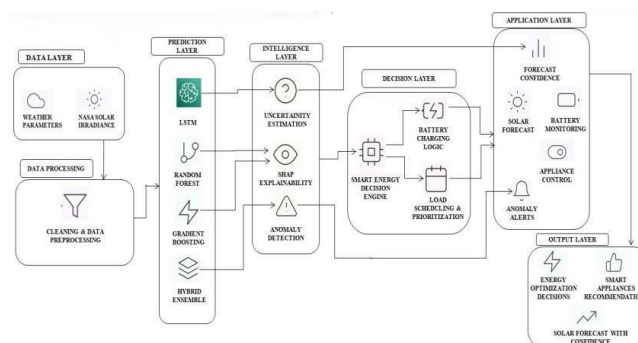 DATA LAYER
WEATHER
PARAMETERS
NASA SOLAR
IRRADIANCE
DATA PROCESSING
CLEANING & DATA
PREPROCESSING
PREDICTION
LAYER
LSTM
RANDOM
FOREST
GRADIENT
BOOSTING
HYBRID
ENSEMBLE
INTELLIGENCE
LAYER
UNCERTAINITY
ESTIMATION
SHAP
EXPLAINABILITY
ANOMALY
DETECTION
DECISION LAYER
SMART ENERGY
DECISION
ENGINE
BATTERY
CHARGING
LOGIC
LOAD
SCHEDULING &
PRIORITIZATION
APPLICATION LAYER
FORECAST
CONFIDENCE
SOLAR
FORECAST
BATTERY
MONITORING
APPLIANCE
CONTROL
ANOMALY
ALERTS
OUTPUT LAYER
ENERGY
OPTIMIZATION
DECISIONS
SMART
APPLIANCES
RECOMMENDATIO
SOLAR FORECAST WITH
CONFIDENCE